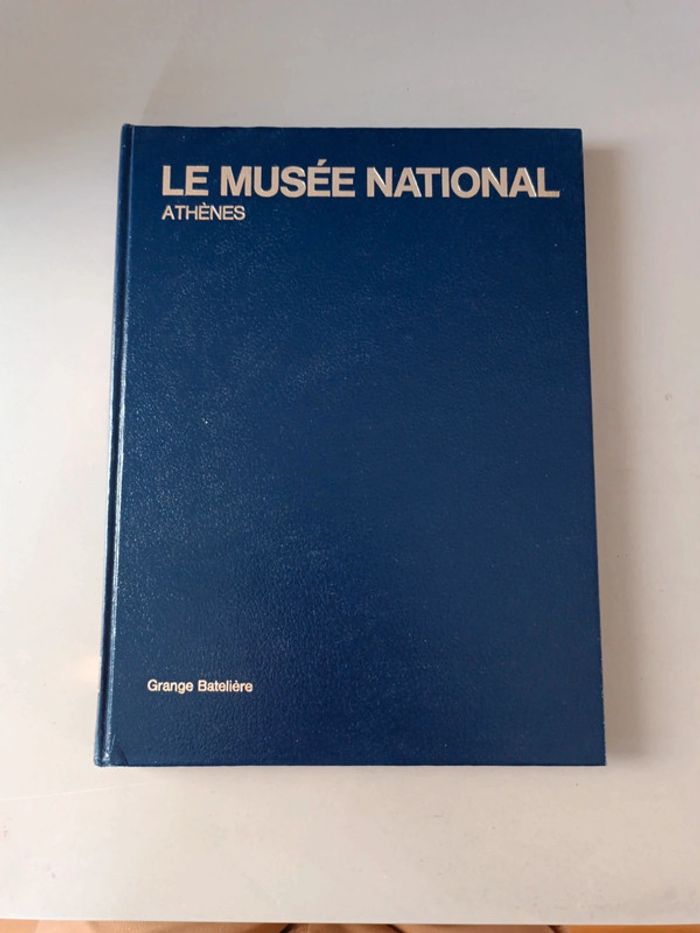 LE MUSÉE NATIONAL
ATHÈNES
Grange Batelière